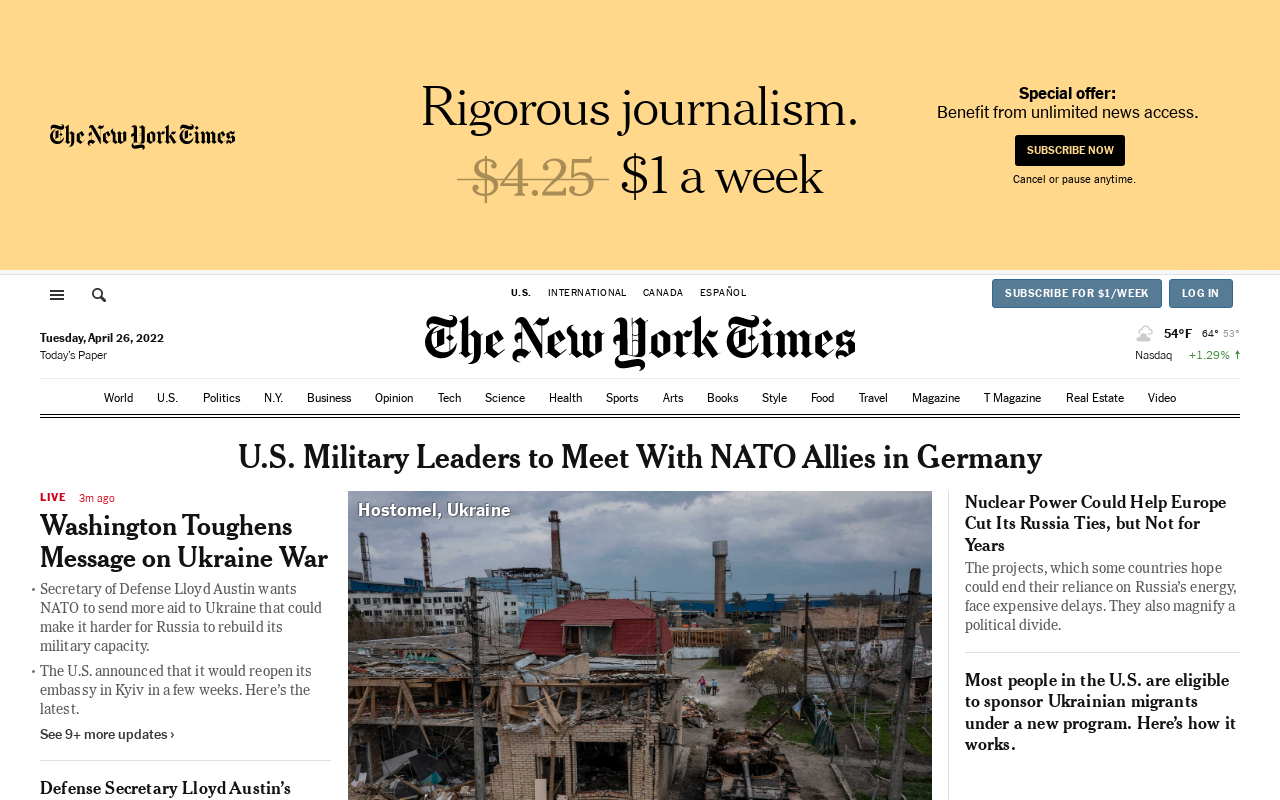 The New York Times
Rigorous journalism.
$4.25 $1 a week
Special offer:
Benefit from unlimited news access.
SUBSCRIBE NOW
Cancel or pause anytime.
U.S. INTERNATIONAL CANADA ESPAÑOL
SUBSCRIBE FOR $1/WEEK LOG IN
Tuesday, April 26, 2022
Today's Paper
The New York Times
54°F 64° 53°
Nasdaq +1.29% ↑
World U.S. Politics N.Y. Business Opinion Tech Science Health Sports Arts Books Style Food Travel Magazine T Magazine Real Estate Video
U.S. Military Leaders to Meet With NATO Allies in Germany
LIVE 3m ago
Washington Toughens
Message on Ukraine War
• Secretary of Defense Lloyd Austin wants
NATO to send more aid to Ukraine that could
make it harder for Russia to rebuild its
military capacity.
• The U.S. announced that it would reopen its
embassy in Kyiv in a few weeks. Here's the
latest.
See 9+ more updates ›
Defense Secretary Lloyd Austin's
Hostomel, Ukraine
Nuclear Power Could Help Europe
Cut Its Russia Ties, but Not for
Years
The projects, which some countries hope
could end their reliance on Russia's energy,
face expensive delays. They also magnify a
political divide.
Most people in the U.S. are eligible
to sponsor Ukrainian migrants
under a new program. Here's how it
works.